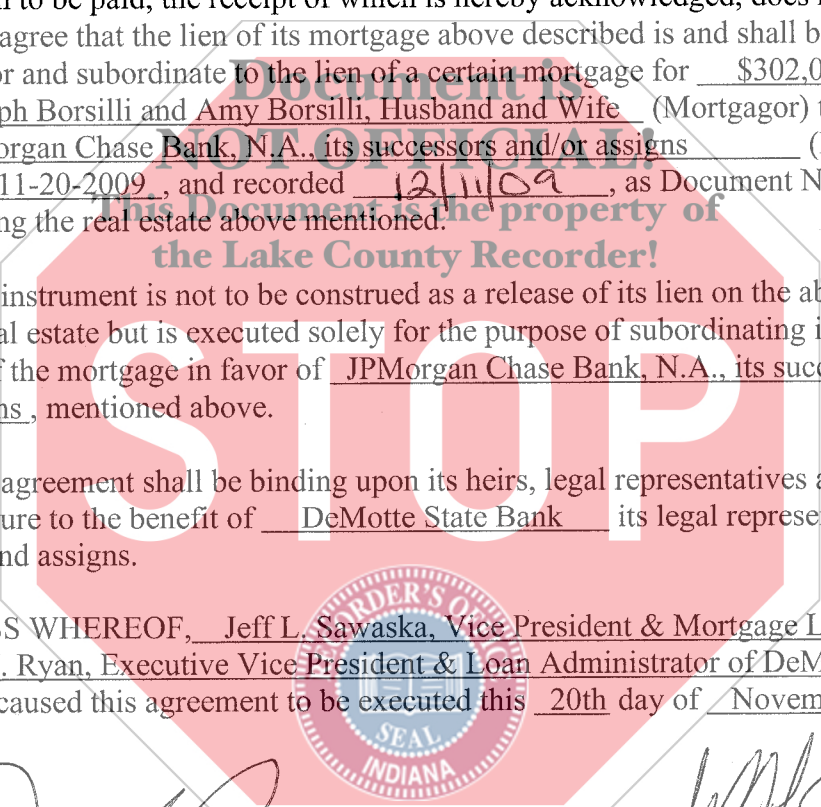 to be paid, the receipt of which is hereby acknowledged, does
agree that the lien of its mortgage above described is and shall b
or and subordinate to the lien of a certain mortgage for $302,0
Document is
ph Borsilli and Amy Borsilli, Husband and Wife (Mortgagor) t
NOT OFFICIAL!
organ Chase Bank, N.A., its successors and/or assigns (
11-20-2009 , and recorded 12/11/09 , as Document N
This Document is the property of
ng the real estate above mentioned.
the Lake County Recorder!
instrument is not to be construed as a release of its lien on the ab
al estate but is executed solely for the purpose of subordinating i
f the mortgage in favor of JPMorgan Chase Bank, N.A., its succ
ns , mentioned above.
STOP
agreement shall be binding upon its heirs, legal representatives a
ure to the benefit of DeMotte State Bank its legal represe
nd assigns.
RECORDER'S OFFICE
SS WHEREOF, Jeff L. Sawaska, Vice President & Mortgage L
. Ryan, Executive Vice President & Loan Administrator of DeM
caused this agreement to be executed this 20th day of Novem
SEAL
INDIANA